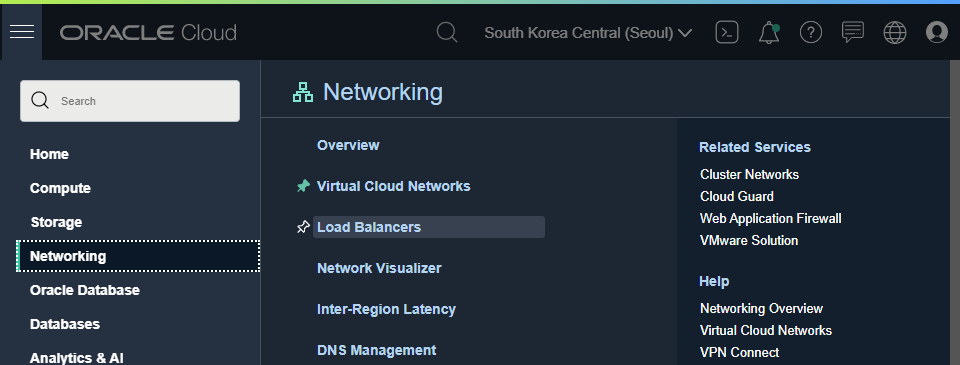 ORACLE Cloud
South Korea Central (Seoul)
Search
Home
Compute
Storage
Networking
Oracle Database
Databases
Analytics & AI
Networking
Overview
Virtual Cloud Networks
Load Balancers
Network Visualizer
Inter-Region Latency
DNS Management
Related Services
Cluster Networks
Cloud Guard
Web Application Firewall
VMware Solution
Help
Networking Overview
Virtual Cloud Networks
VPN Connect